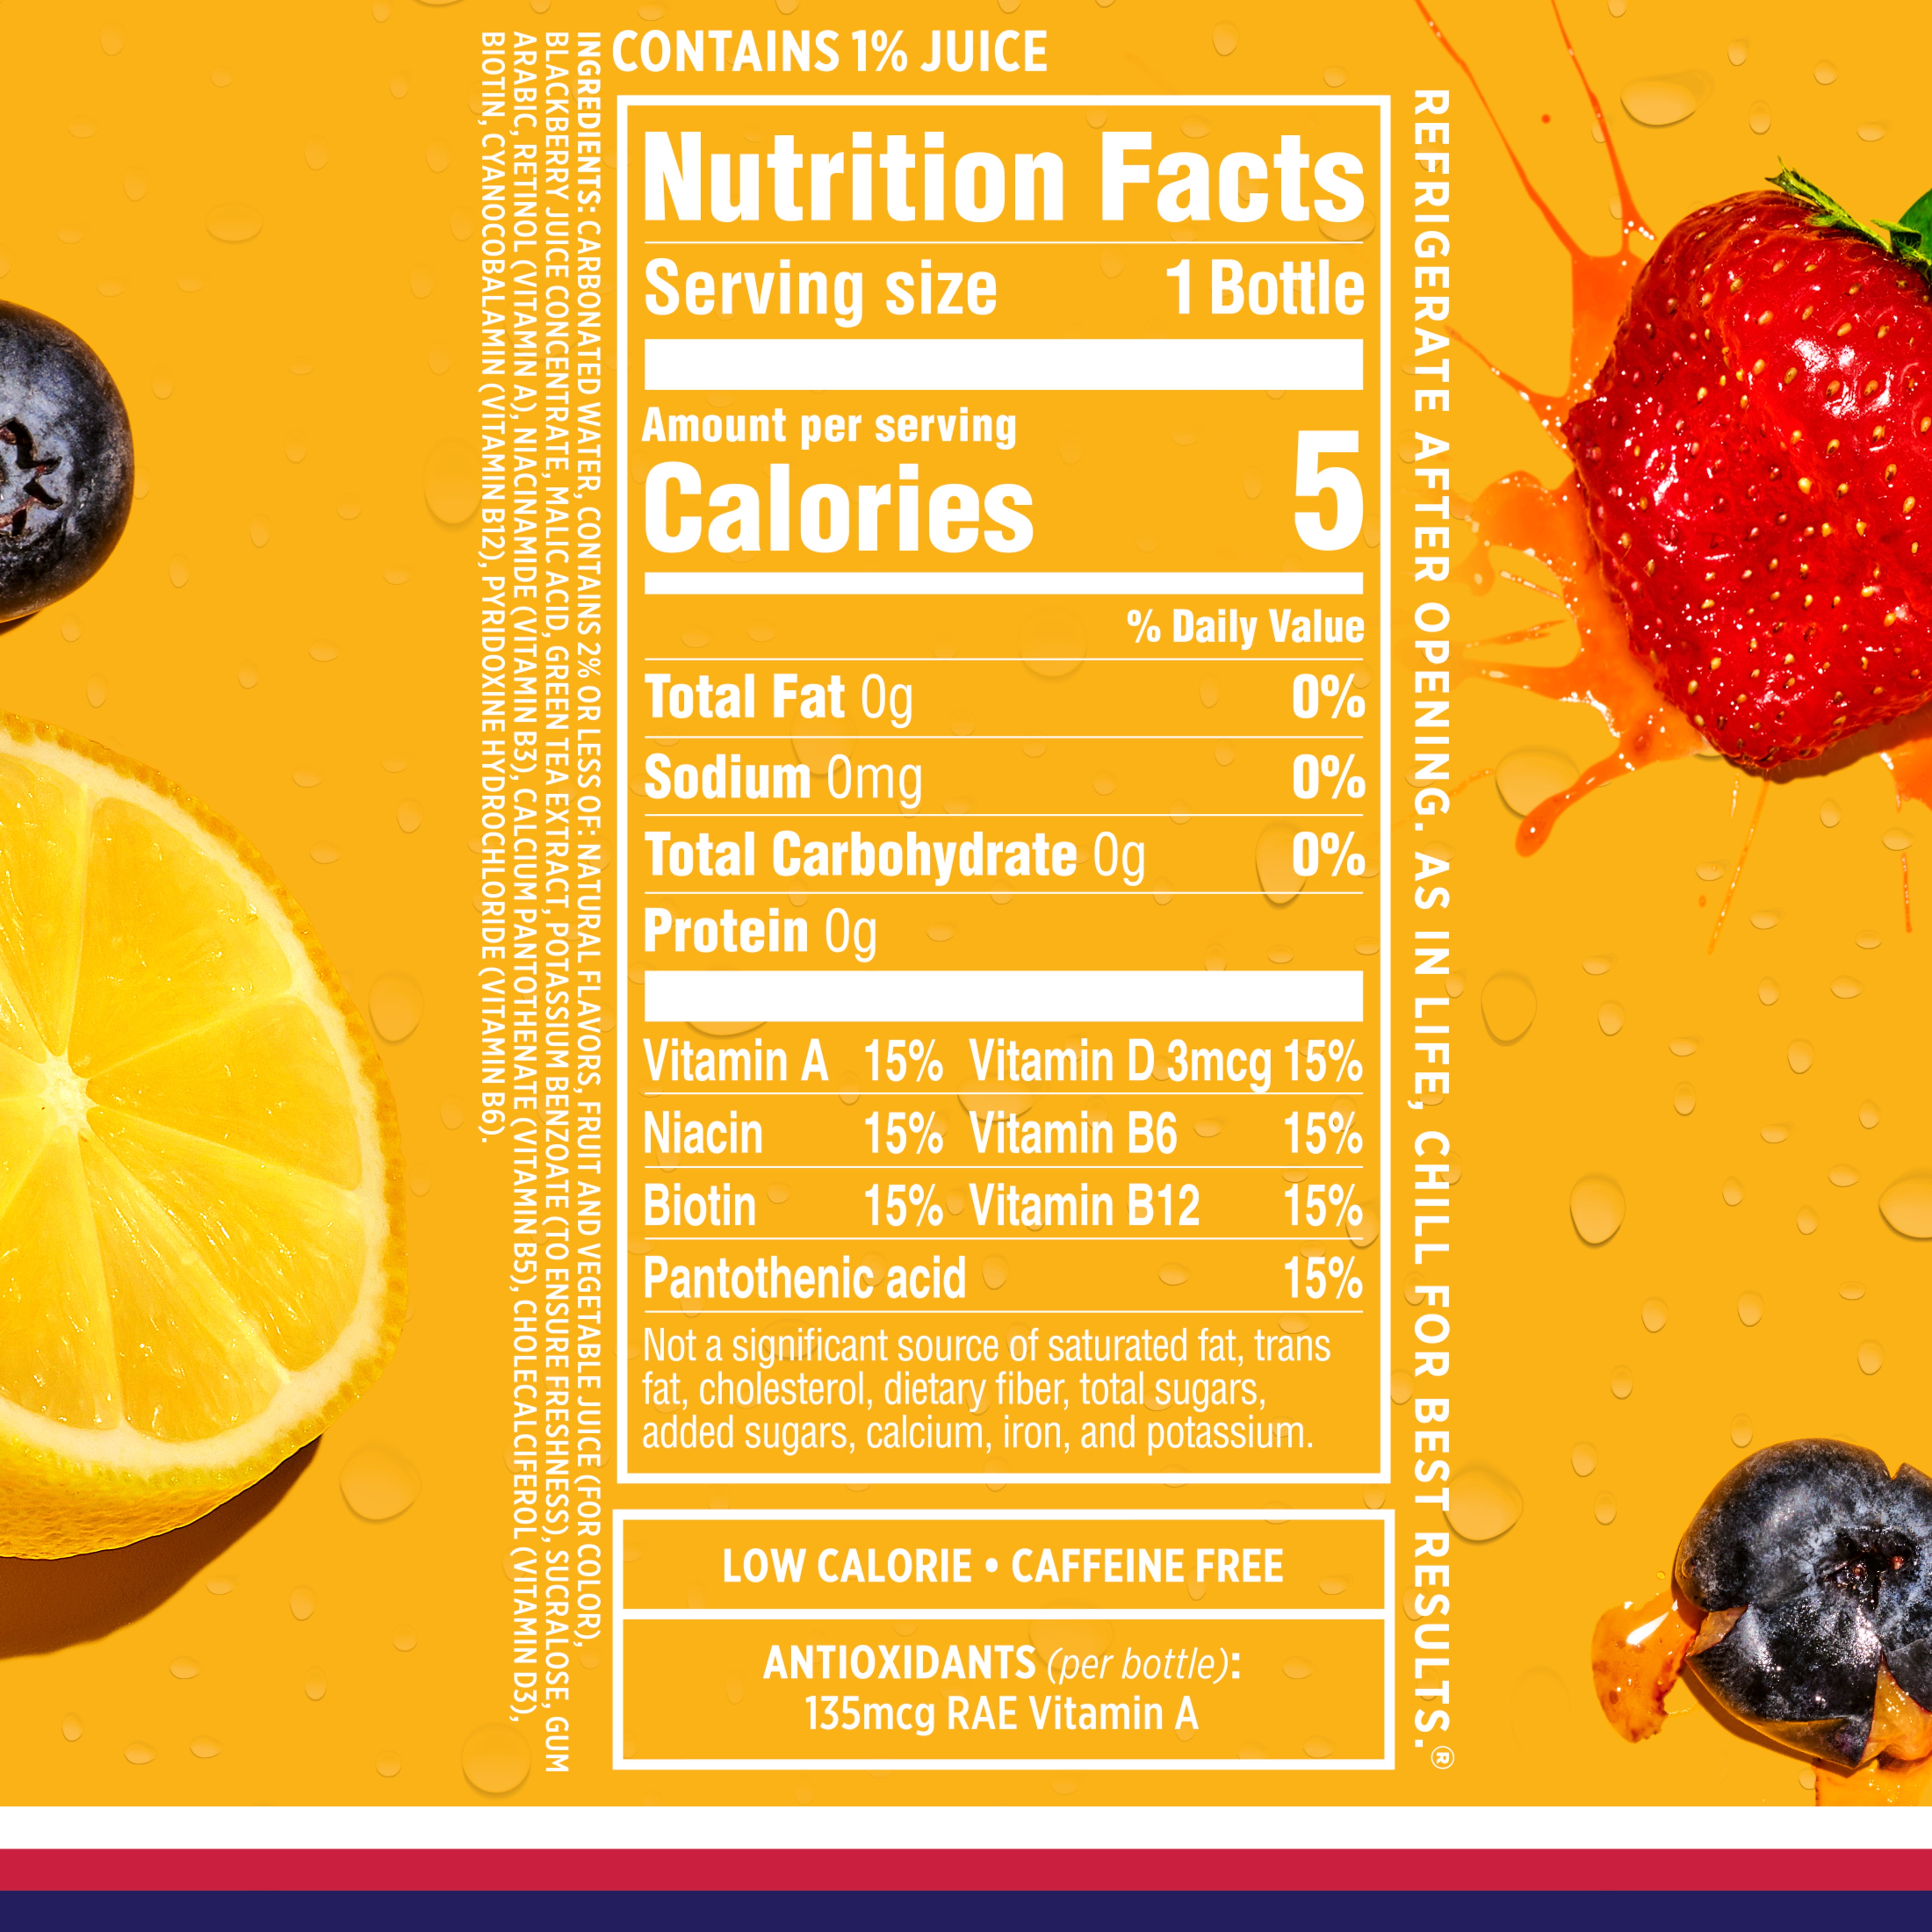 CONTAINS 1% JUICE
Nutrition Facts
Serving size 1 Bottle
Amount per serving
Calories 5
% Daily Value
Total Fat 0g 0%
Sodium 0mg 0%
Total Carbohydrate 0g 0%
Protein 0g
Vitamin A 15% Vitamin D 3mcg 15%
Niacin 15% Vitamin B6 15%
Biotin 15% Vitamin B12 15%
Pantothenic acid 15%
Not a significant source of saturated fat, trans
fat, cholesterol, dietary fiber, total sugars,
added sugars, calcium, iron, and potassium.
LOW CALORIE • CAFFEINE FREE
ANTIOXIDANTS (per bottle):
135mcg RAE Vitamin A
INGREDIENTS: CARBONATED WATER, CONTAINS 2% OR LESS OF: NATURAL FLAVORS, FRUIT AND VEGETABLE JUICE (FOR COLOR),
BLACKBERRY JUICE CONCENTRATE, MALIC ACID, GREEN TEA EXTRACT, POTASSIUM BENZOATE (TO ENSURE FRESHNESS), SUCRALOSE, GUM
ARABIC, RETINOL (VITAMIN A), NIACINAMIDE (VITAMIN B3), CALCIUM PANTOTHENATE (VITAMIN B5), CHOLECALCIFEROL (VITAMIN D3),
BIOTIN, CYANOCOBALAMIN (VITAMIN B12), PYRIDOXINE HYDROCHLORIDE (VITAMIN B6).
REFRIGERATE AFTER OPENING. AS IN LIFE, CHILL FOR BEST RESULTS.®